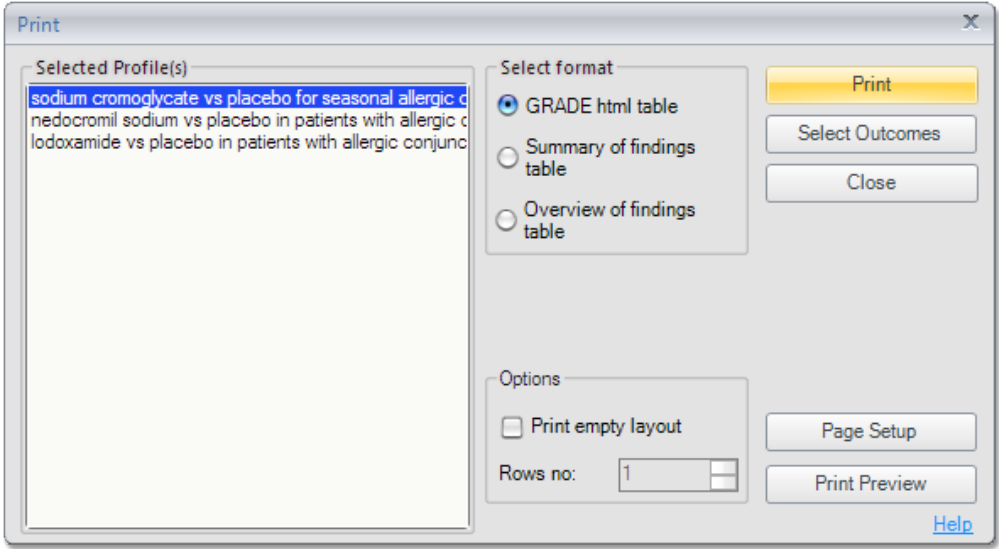 Print
Selected Profile(s)
sodium cromoglycate vs placebo for seasonal allergic c
nedocromil sodium vs placebo in patients with allergic c
lodoxamide vs placebo in patients with allergic conjunc
Select format
GRADE html table
Summary of findings
table
Overview of findings
table
Print
Select Outcomes
Close
Options
Print empty layout
Rows no: 1
Page Setup
Print Preview
Help